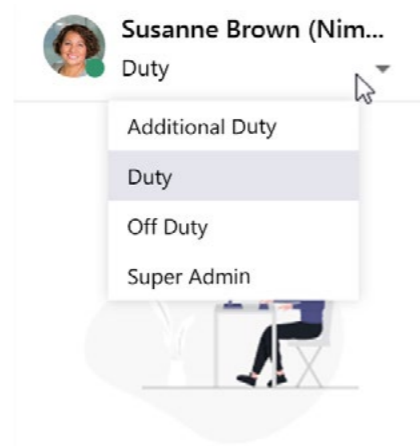 Susanne Brown (Nim...
Duty
Additional Duty
Duty
Off Duty
Super Admin